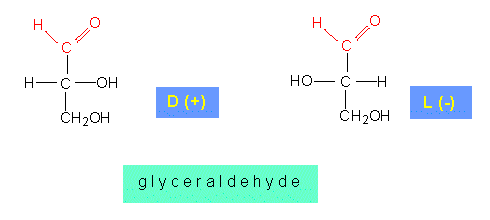 H O H O
C C
H C OH HO C H
CH2OH D (+) CH2OH L (-)
glyceraldehyde